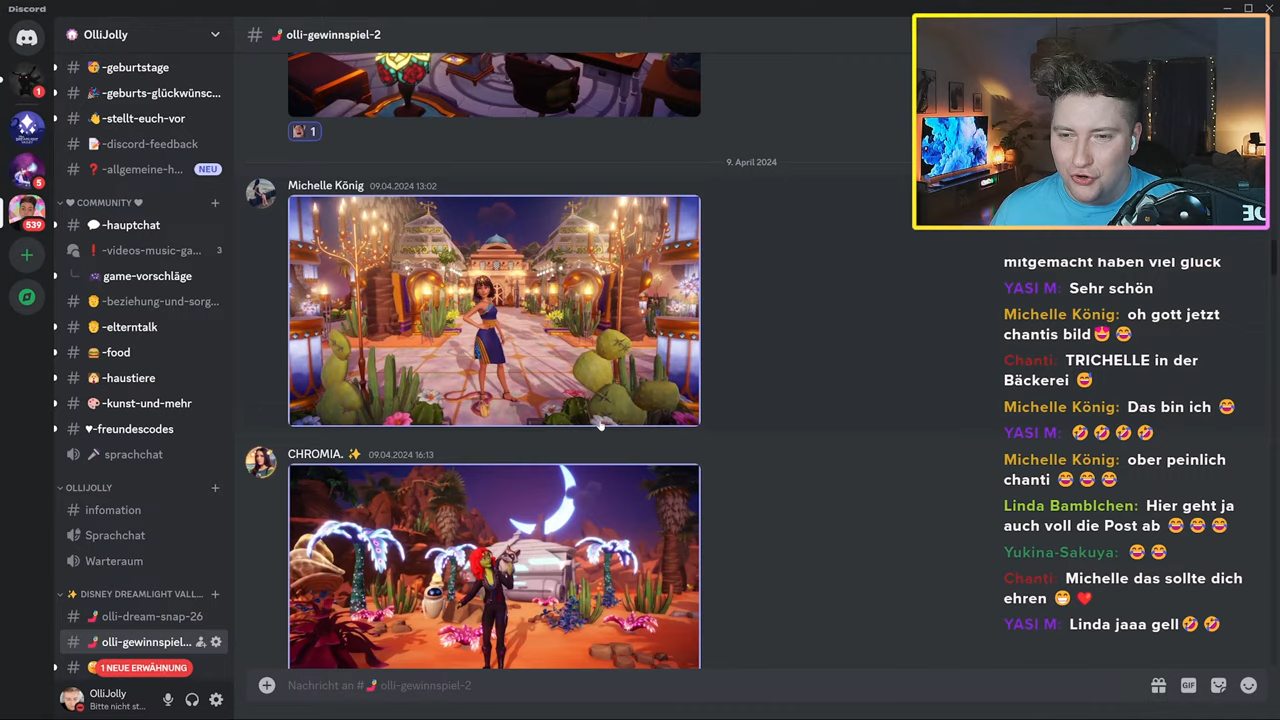 Discord
OlliJolly
-geburtstage
-geburts-glückwünsc...
-stellt-euch-vor
-discord-feedback
-allgemeine-h...
NEU
COMMUNITY
-hauptchat
-videos-music-ga...
3
game-vorschläge
-beziehung-und-sorg...
-elterntalk
-food
-haustiere
-kunst-und-mehr
-freundescodes
sprachchat
OLLIJOLLY
infomation
Sprachchat
Warteraum
DISNEY DREAMLIGHT VALL...
olli-dream-snap-26
olli-gewinnspiel...
1 NEUE ERWÄHNUNG
OlliJolly
Bitte nicht st...
1
5
539
olli-gewinnspiel-2
1
9. April 2024
Michelle König 09.04.2024 13:02
CHROMIA. 09.04.2024 16:13
Nachricht an # olli-gewinnspiel-2
GIF
mitgemacht haben viel glück
YASI M: Sehr schön
Michelle König: oh gott jetzt
chantis bild😍😂
Chanti: TRICHELLE in der
Bäckerei 😅
Michelle König: Das bin ich 😂
YASI M: 🤣🤣🤣🤣
Michelle König: ober peinlich
chanti 😂😂😂
Linda Bamblchen: Hier geht ja
auch voll die Post ab 😂😂😂
Yukina-Sakuya: 😂😂
Chanti: Michelle das sollte dich
ehren 😁❤️
YASI M: Linda jaaa gell🤣🤣